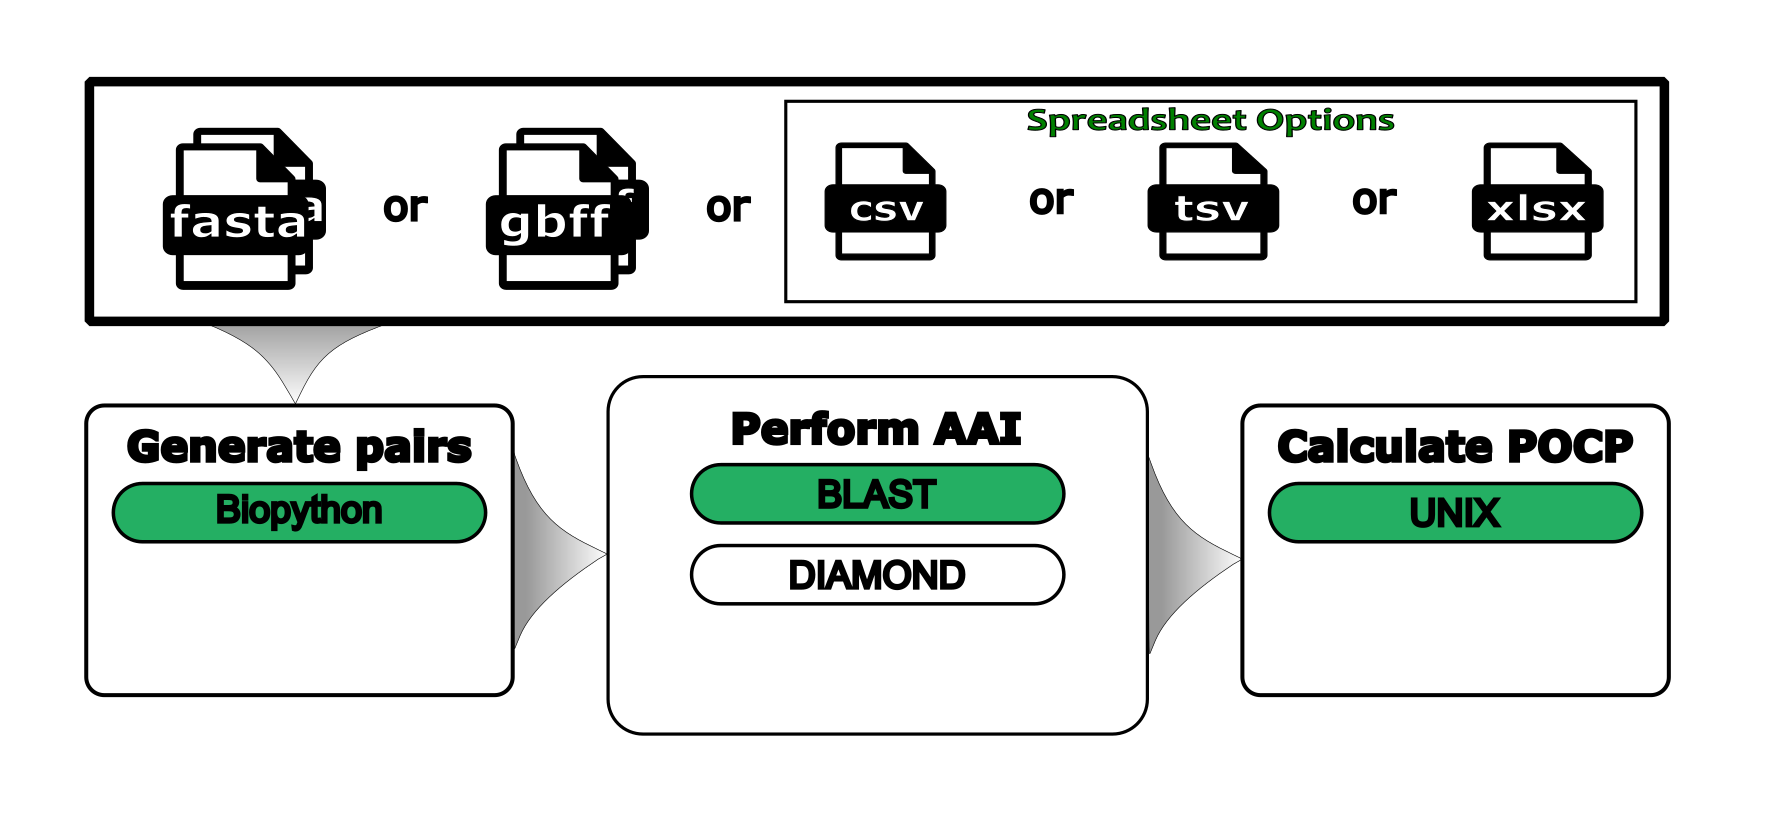 Spreadsheet Options
fasta or gbff or csv or tsv or xlsx
Generate pairs
Biopython
Perform AAI
BLAST
DIAMOND
Calculate POCP
UNIX